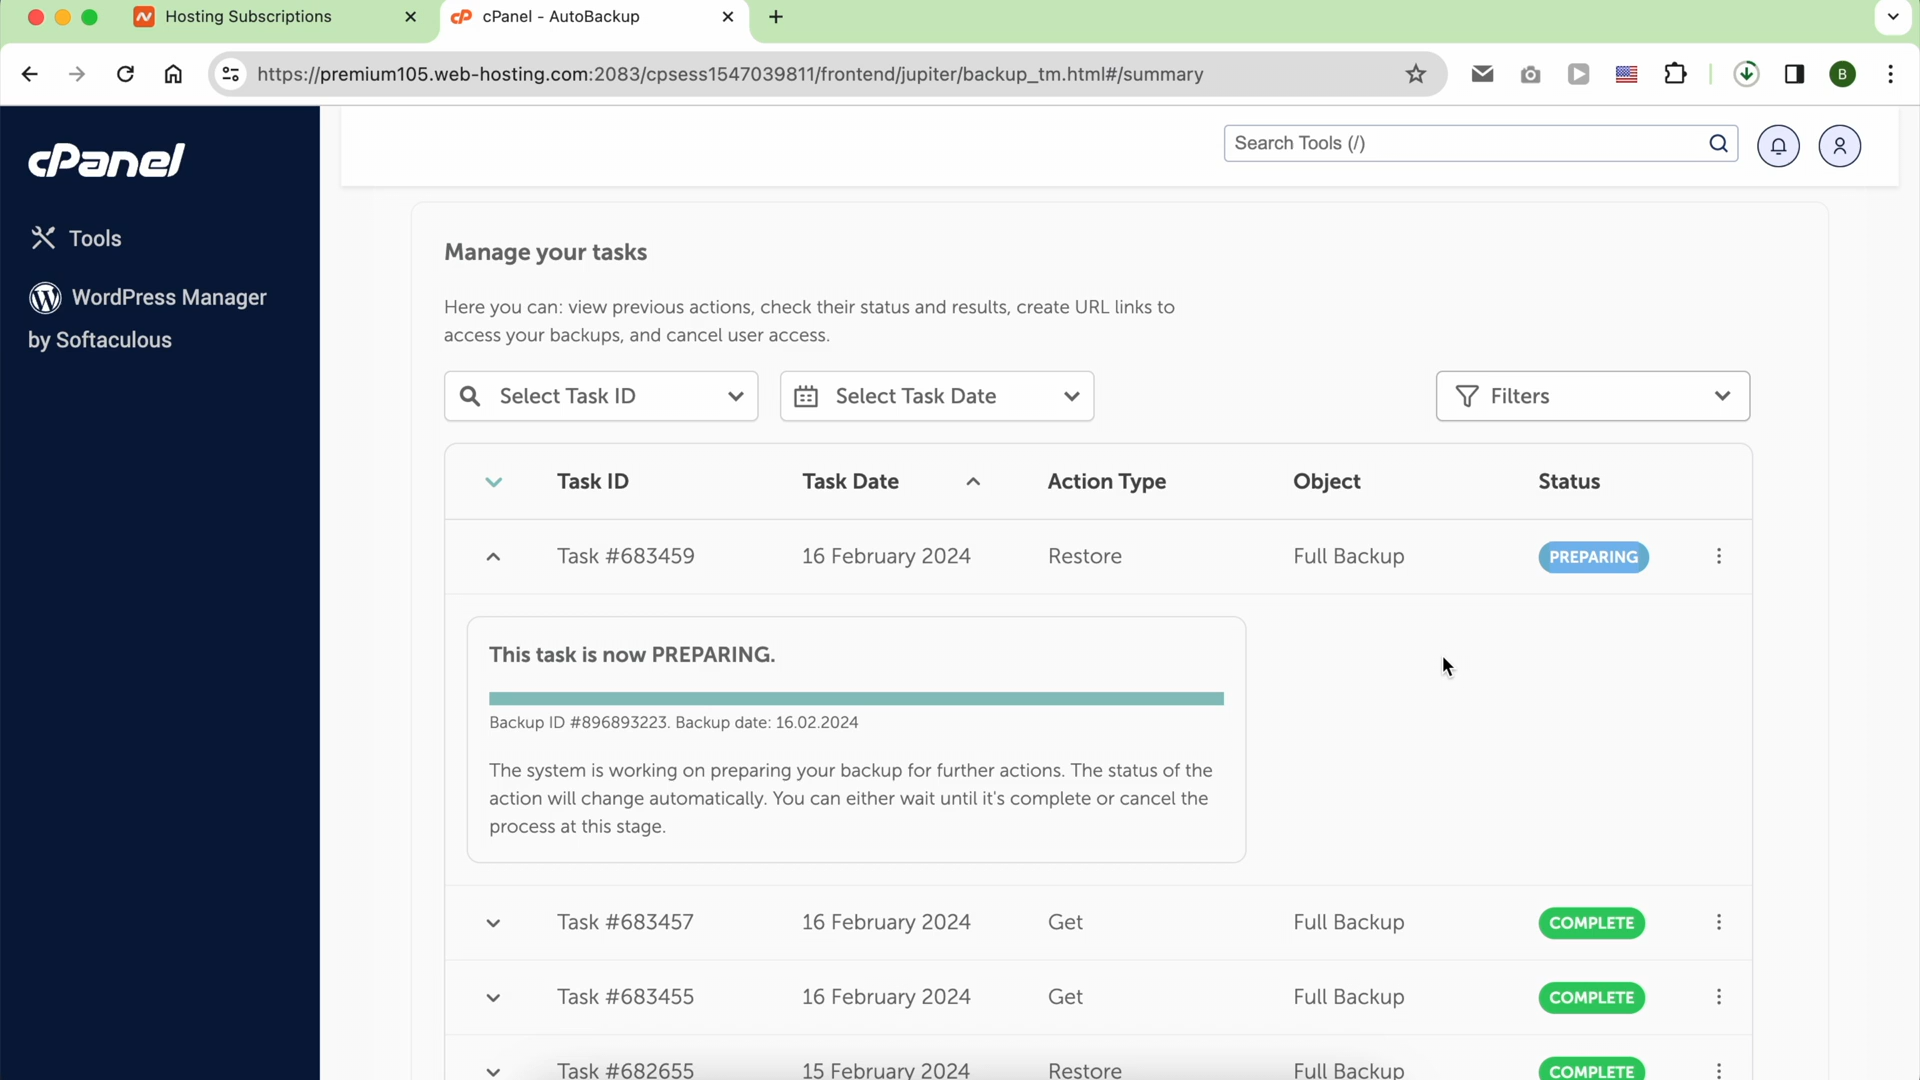 Hosting Subscriptions
cPanel - AutoBackup
https://premium105.web-hosting.com:2083/cpsess1547039811/frontend/jupiter/backup_tm.html#/summary
B
cPanel
Search Tools (/)
Tools
WordPress Manager
by Softaculous
Manage your tasks
Here you can: view previous actions, check their status and results, create URL links to
access your backups, and cancel user access.
Select Task ID
Select Task Date
Filters
Task ID Task Date Action Type Object Status
Task #683459 16 February 2024 Restore Full Backup PREPARING
This task is now PREPARING.
Backup ID #896893223. Backup date: 16.02.2024
The system is working on preparing your backup for further actions. The status of the
action will change automatically. You can either wait until it's complete or cancel the
process at this stage.
Task #683457 16 February 2024 Get Full Backup COMPLETE
Task #683455 16 February 2024 Get Full Backup COMPLETE
Task #682655 15 February 2024 Restore Full Backup COMPLETE